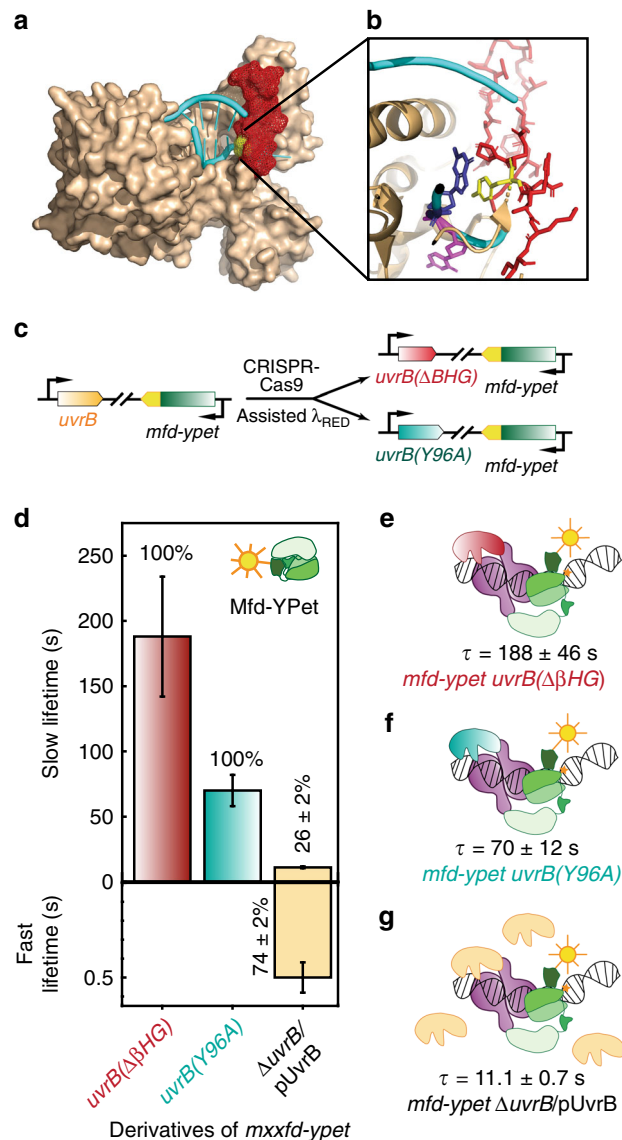 a
b
c
uvrB
mfd-ypet
CRISPR-
Cas9
Assisted λRED
uvrB(ΔBHG)
mfd-ypet
uvrB(Y96A)
mfd-ypet
d
Slow lifetime (s)
250
200
150
100
50
0
Fast
lifetime (s)
0.5
100%
100%
26 ± 2%
74 ± 2%
Mfd-YPet
uvrB(ΔβHG)
uvrB(Y96A)
ΔuvrB/
pUvrB
Derivatives of mxxfd-ypet
e
τ = 188 ± 46 s
mfd-ypet uvrB(ΔβHG)
f
τ = 70 ± 12 s
mfd-ypet uvrB(Y96A)
g
τ = 11.1 ± 0.7 s
mfd-ypet ΔuvrB/pUvrB